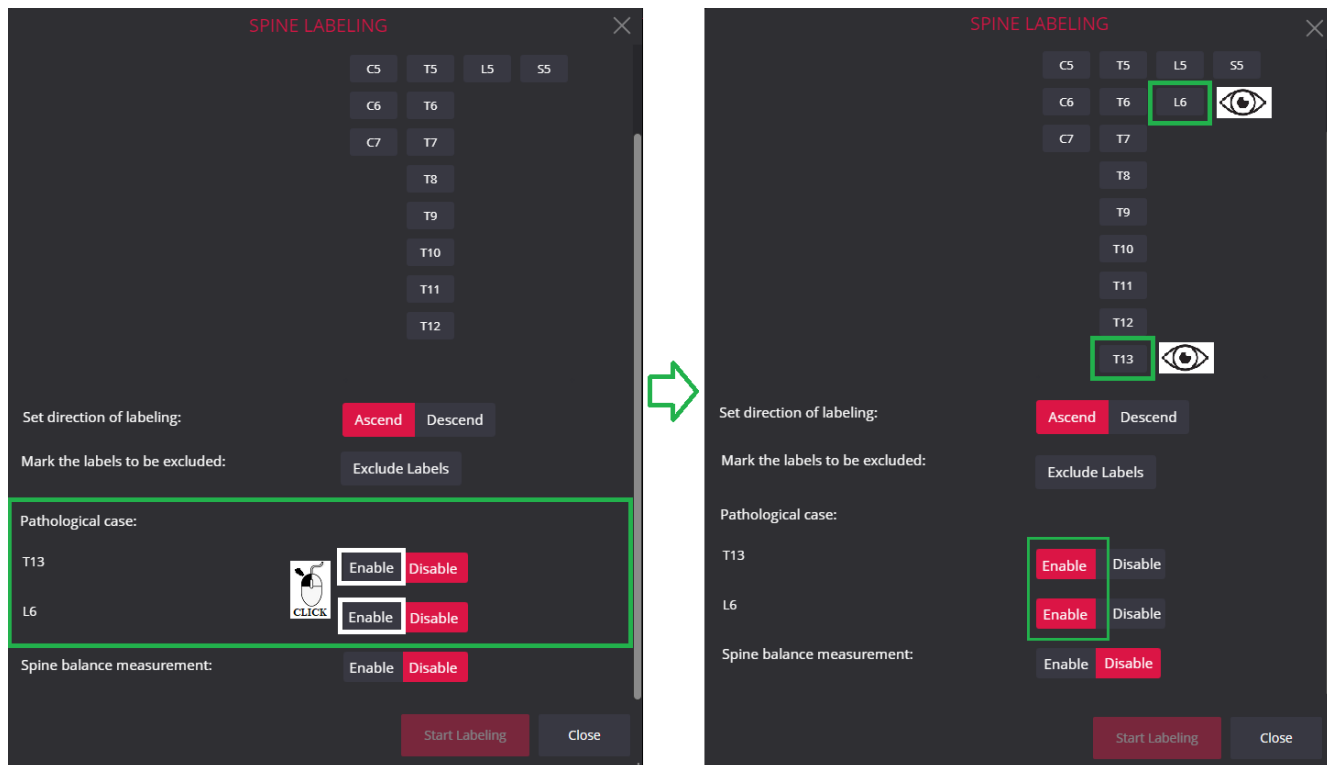 SPINE LABELING
C5 T5 L5 S5
C6 T6
C7 T7
T8
T9
T10
T11
T12
Set direction of labeling: Ascend Descend
Mark the labels to be excluded: Exclude Labels
Pathological case:
T13 Enable Disable
CLICK
L6 Enable Disable
Spine balance measurement: Enable Disable
Start Labeling Close
SPINE LABELING
C5 T5 L5 S5
C6 T6 L6
C7 T7
T8
T9
T10
T11
T12
T13
Set direction of labeling: Ascend Descend
Mark the labels to be excluded: Exclude Labels
Pathological case:
T13 Enable Disable
L6 Enable Disable
Spine balance measurement: Enable Disable
Start Labeling Close